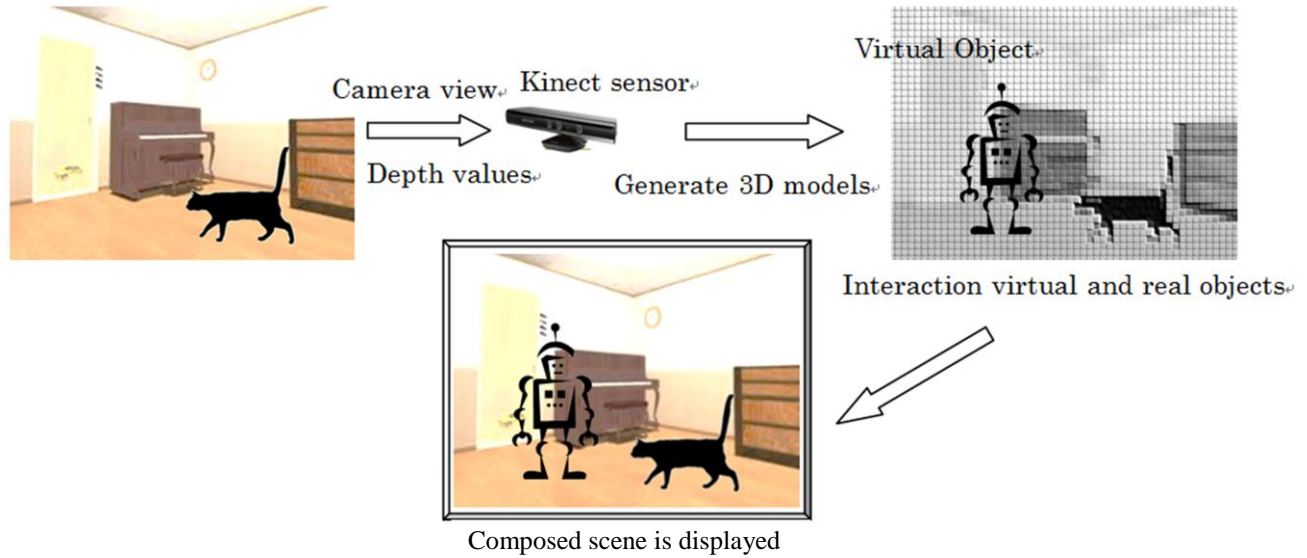 Camera view
Kinect sensor
Depth values
Generate 3D models
Virtual Object
Interaction virtual and real objects
Composed scene is displayed